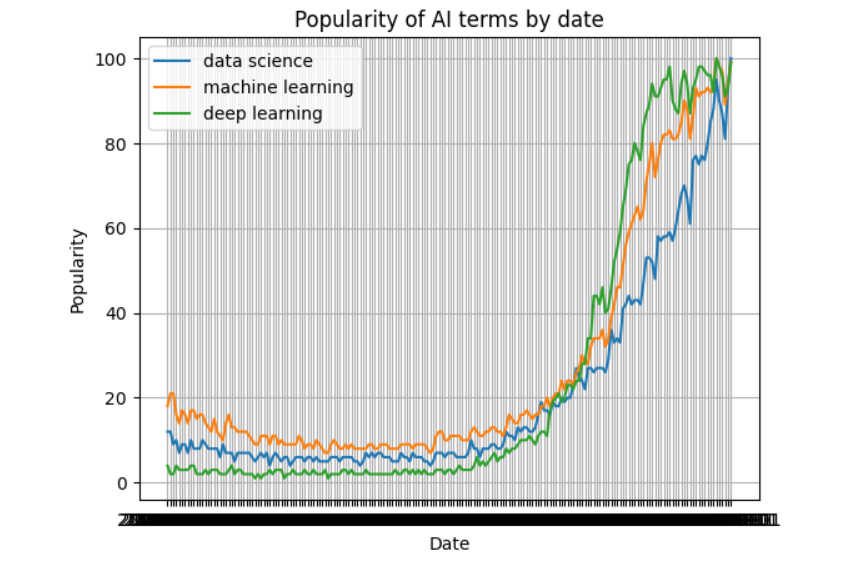 Popularity of AI terms by date
data science
machine learning
deep learning
100
80
60
40
20
0
Popularity
Date